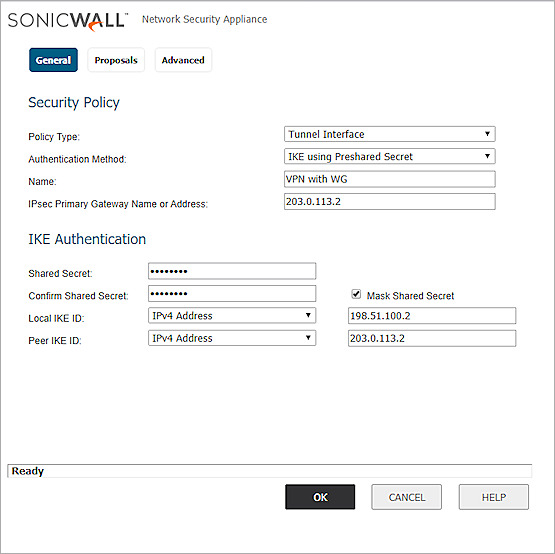 SONICWALL Network Security Appliance
General Proposals Advanced
Security Policy
Policy Type: Tunnel Interface
Authentication Method: IKE using Preshared Secret
Name: VPN with WG
IPsec Primary Gateway Name or Address: 203.0.113.2
IKE Authentication
Shared Secret: ••••••••
Confirm Shared Secret: •••••••• Mask Shared Secret
Local IKE ID: IPv4 Address 198.51.100.2
Peer IKE ID: IPv4 Address 203.0.113.2
Ready
OK CANCEL HELP